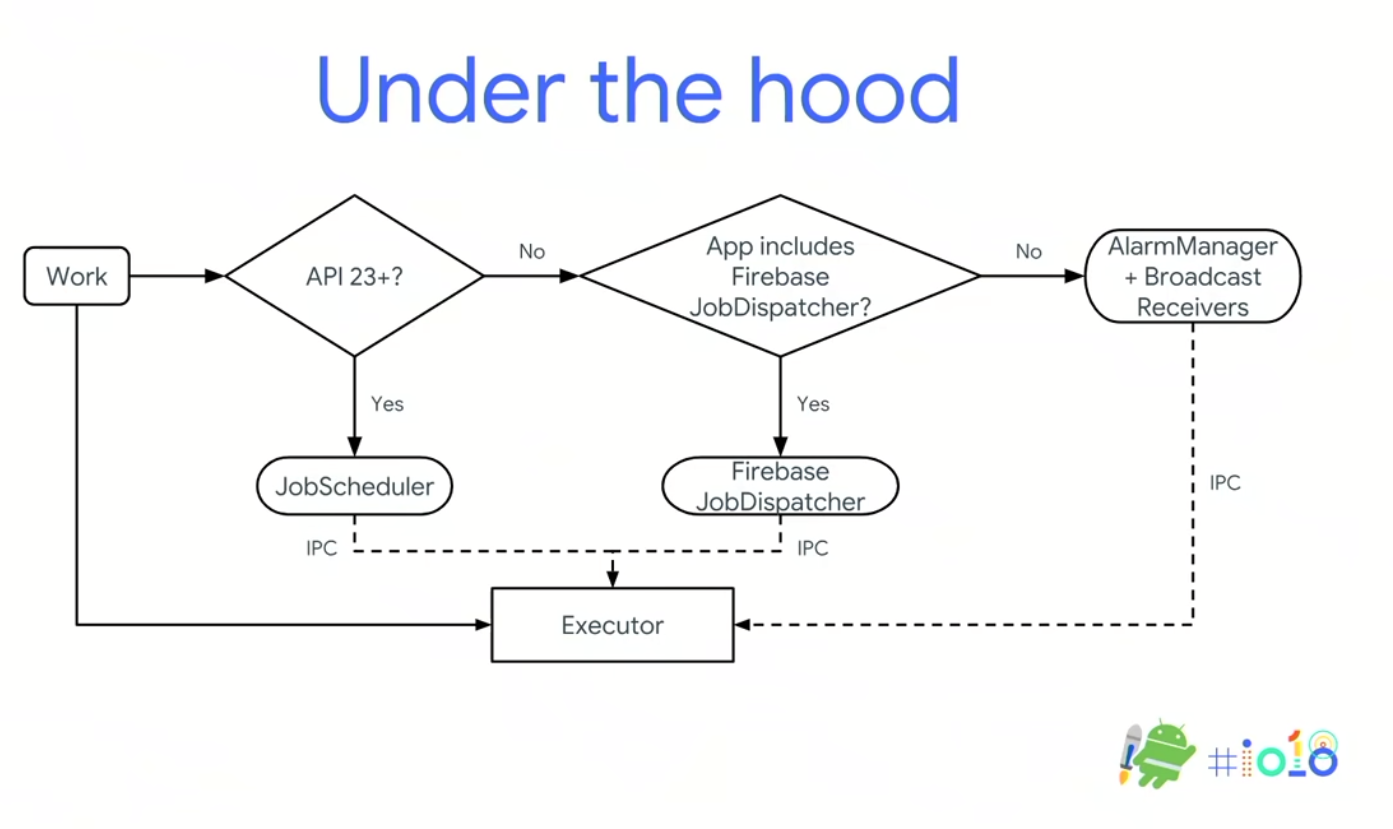 Under the hood
Work
API 23+?
No
App includes
Firebase
JobDispatcher?
No
AlarmManager
+ Broadcast
Receivers
Yes
Yes
JobScheduler
Firebase
JobDispatcher
IPC
IPC
IPC
Executor
#io18